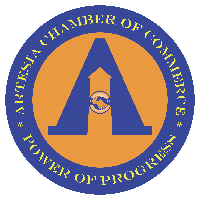 * ARTESIA CHAMBER OF COMMERCE *
POWER OF PROGRESS
A